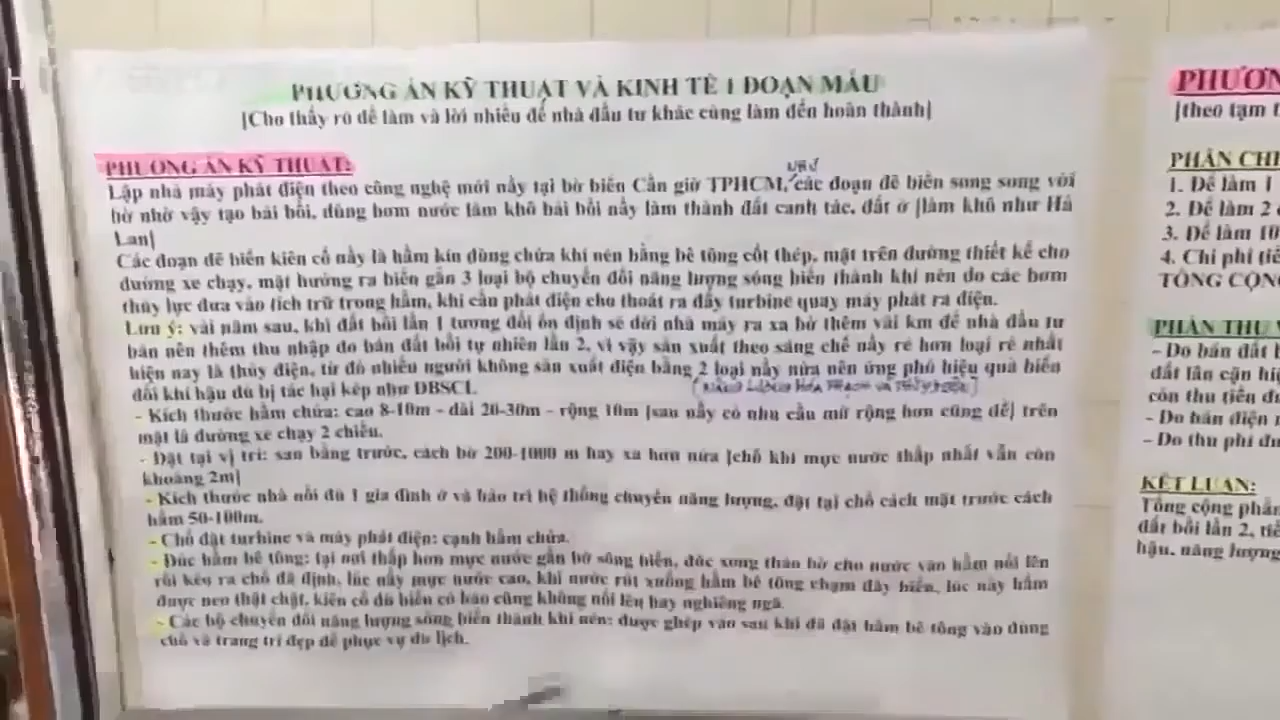 PHƯƠNG ÁN KỸ THUẬT VÀ KINH TẾ 1 ĐOẠN MẪU
[Cho thấy rõ dễ làm và lời nhiều để nhà đầu tư khác cùng làm đến hoàn thành]
PHƯƠNG ÁN KỸ THUẬT:
Lập nhà máy phát điện theo công nghệ mới nầy tại bờ biển Cần giờ TPHCM, các đoạn đê biển song song với
bờ nhờ vậy tạo bãi bồi, dùng bơm nước làm khô bãi bồi nầy làm thành đất canh tác, đất ở [làm khô như Hà
Lan]
Các đoạn đê biển kiên cố nầy là hầm kín dùng chứa khí nén bằng bê tông cốt thép, mặt trên đường thiết kế cho
đường xe chạy, mặt hướng ra biển gắn 3 loại bộ chuyển đổi năng lượng sóng biển thành khí nén do các bơm
thủy lực đưa vào tích trữ trong hầm, khi cần phát điện cho thoát ra đẩy turbine quay máy phát ra điện.
Lưu ý: vài năm sau, khi đất bồi lần 1 tương đối ổn định sẽ dời nhà máy ra xa bờ thêm vài km để nhà đầu tư
bán nên thêm thu nhập do bán đất bồi tự nhiên lần 2, vì vậy sản xuất theo sáng chế nầy rẻ hơn loại rẻ nhất
hiện nay là thủy điện, từ đó nhiều người không sản xuất điện bằng 2 loại nầy nữa nên ứng phó hiệu quả biến
đổi khí hậu dù bị tác hại kép như ĐBSCL. (NĂNG LƯỢNG HÓA THẠCH VÀ THỦY ĐIỆN)
- Kích thước hầm chứa: cao 8-10m - dài 20-30m - rộng 10m [sau nầy có nhu cầu mở rộng hơn cũng dễ] trên
mặt là đường xe chạy 2 chiều.
- Đặt tại vị trí: san bằng trước, cách bờ 200-1000 m hay xa hơn nữa [chổ khi mực nước thấp nhất vẫn còn
khoảng 2m]
- Kích thước nhà nổi đủ 1 gia đình ở và bảo trì hệ thống chuyển năng lượng, đặt tại chổ cách mặt trước cách
hầm 50-100m.
- Chổ đặt turbine và máy phát điện: cạnh hầm chứa.
- Đúc hầm bê tông: tại nơi thấp hơn mực nước gần bờ sông biển, đúc xong tháo bờ cho nước vào hầm nổi lên
rồi kéo ra chổ đã định, lúc nầy mực nước cao, khi nước rút xuống hầm bê tông chạm đáy biển, lúc này hầm
được neo thật chặt, kiên cố dù biển có bão cũng không nổi lên hay nghiêng ngã.
- Các bộ chuyển đổi năng lượng sóng biển thành khí nén: được ghép vào sau khi đã đặt hầm bê tông vào đúng
chổ và trang trí đẹp để phục vụ du lịch.
PHƯƠN
[theo tạm t
PHẦN CHI
1. Để làm 1
2. Để làm 2
3. Để làm 10
4. Chi phí tiế
TỔNG CỘNG
PHẦN THU
- Do bán đất
đất lân cận hi
còn thu tiền đ
- Do bán điện
- Do thu phí đư
KẾT LUẬN:
Tổng cộng phần
đất bồi lần 2, ti
hậu, năng lượng